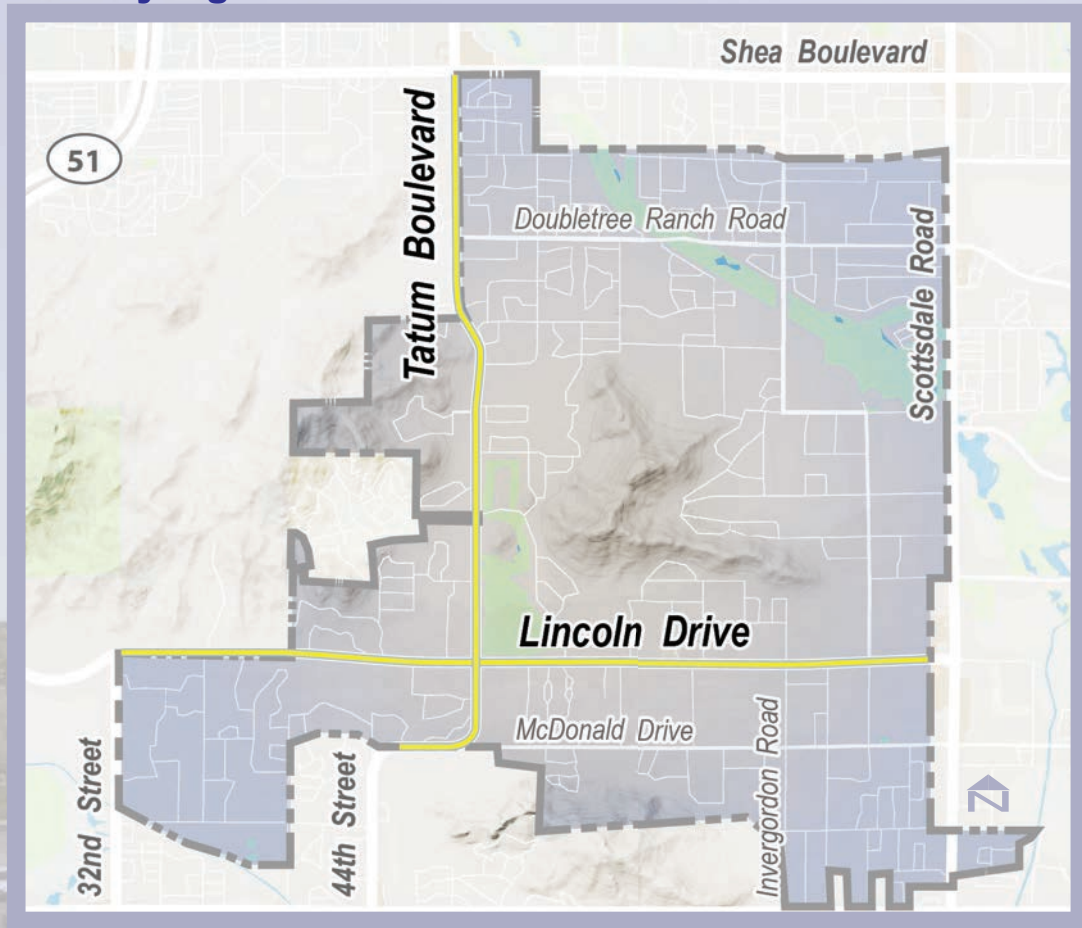 Shea Boulevard
51
Tatum Boulevard
Doubletree Ranch Road
Scottsdale Road
Lincoln Drive
McDonald Drive
Invergordon Road
32nd Street
44th Street
N